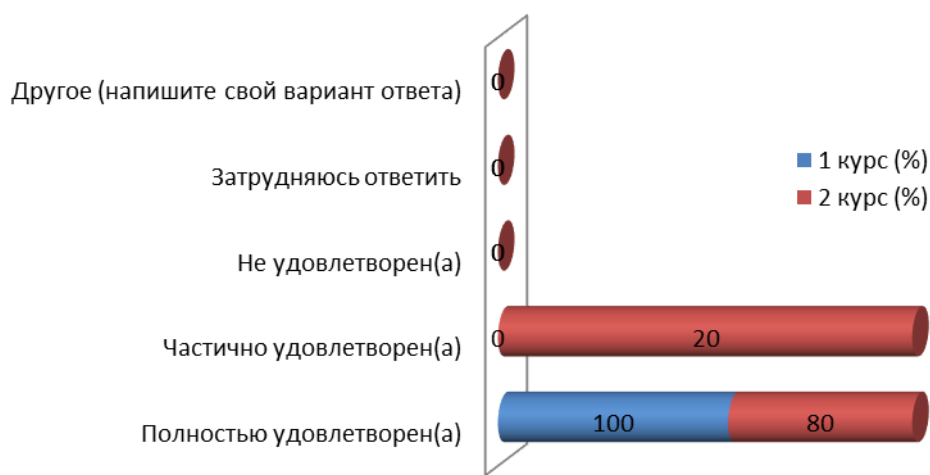 Другое (напишите свой вариант ответа)
0
Затрудняюсь ответить
0
1 курс (%)
2 курс (%)
Не удовлетворен(а)
0
Частично удовлетворен(а)
0 20
Полностью удовлетворен(а)
100 80